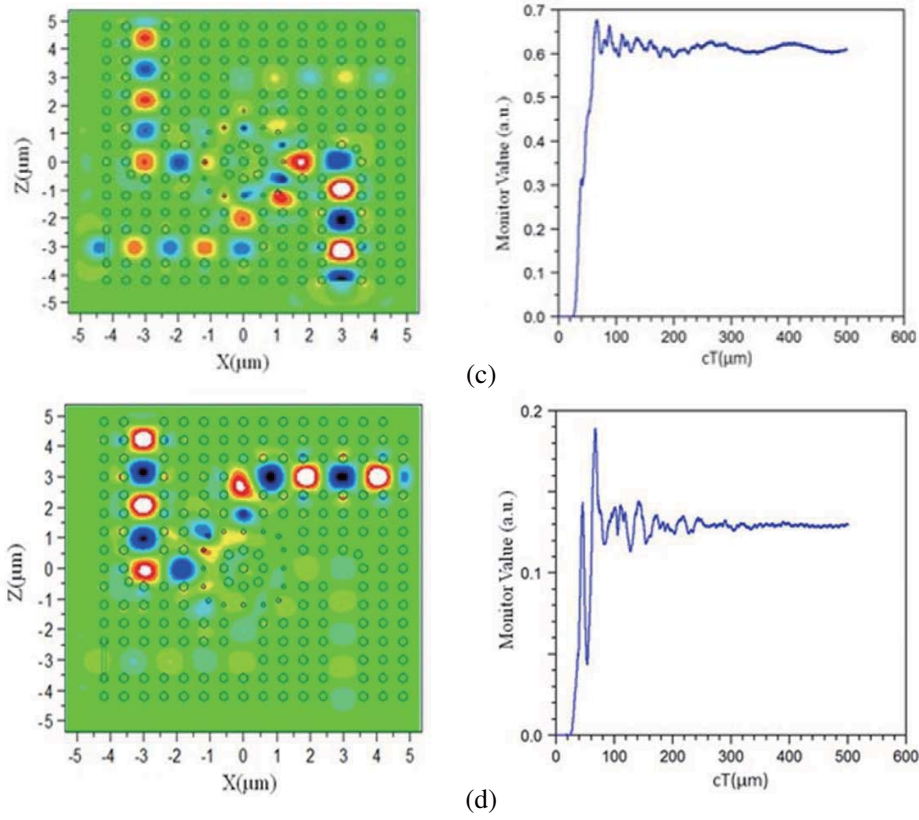 5
4
3
2
1
0
-1
-2
-3
-4
-5
Z(μm)
-5 -4 -3 -2 -1 0 1 2 3 4 5
X(μm)
0.7
0.6
0.5
0.4
0.3
0.2
0.1
0.0
Monitor Value (a.u.)
0 100 200 300 400 500 600
cT(μm)
(c)
5
4
3
2
1
0
-1
-2
-3
-4
-5
Z(μm)
-5 -4 -3 -2 -1 0 1 2 3 4 5
X(μm)
0.2
0.1
0.0
Monitor Value (a.u.)
0 100 200 300 400 500 600
cT(μm)
(d)